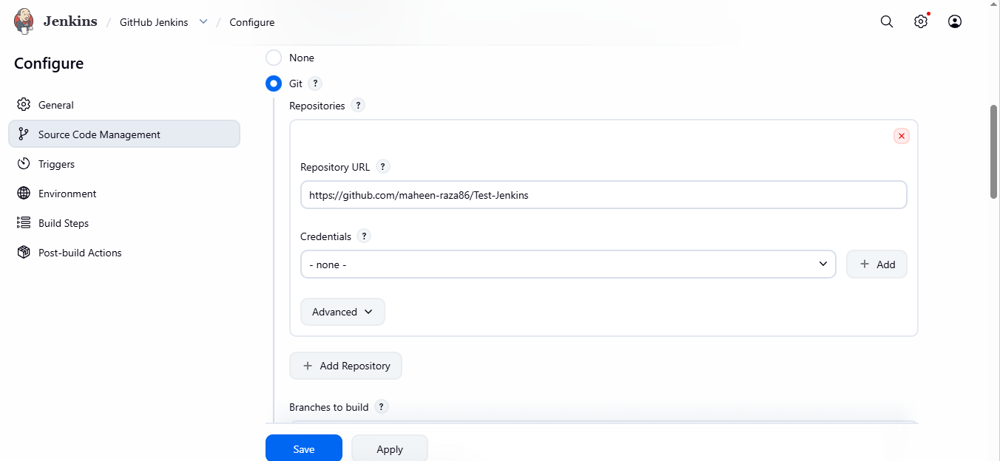 Jenkins / GitHub Jenkins / Configure
Configure
General
Source Code Management
Triggers
Environment
Build Steps
Post-build Actions
None
Git ?
Repositories ?
Repository URL ?
https://github.com/maheen-raza86/Test-Jenkins
Credentials ?
- none -
+ Add
Advanced
+ Add Repository
Branches to build ?
Save
Apply